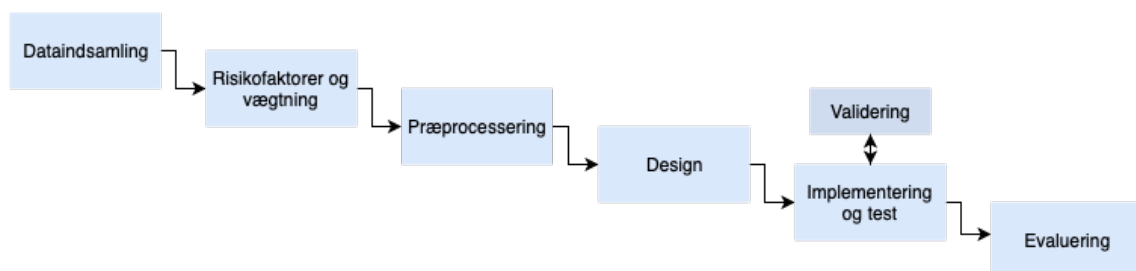 Dataindsamling
Risikofaktorer og
vægtning
Præprocessering
Design
Validering
Implementering
og test
Evaluering